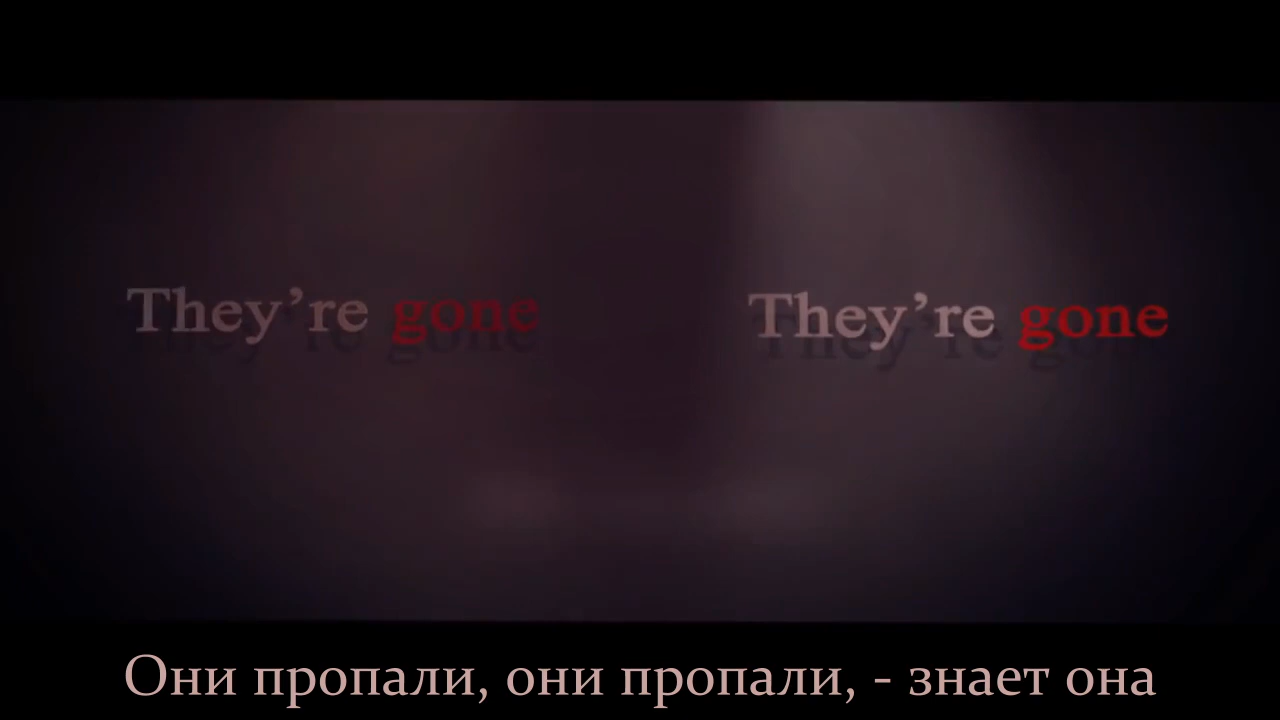 They’re gone They’re gone
Они пропали, они пропали, - знает она